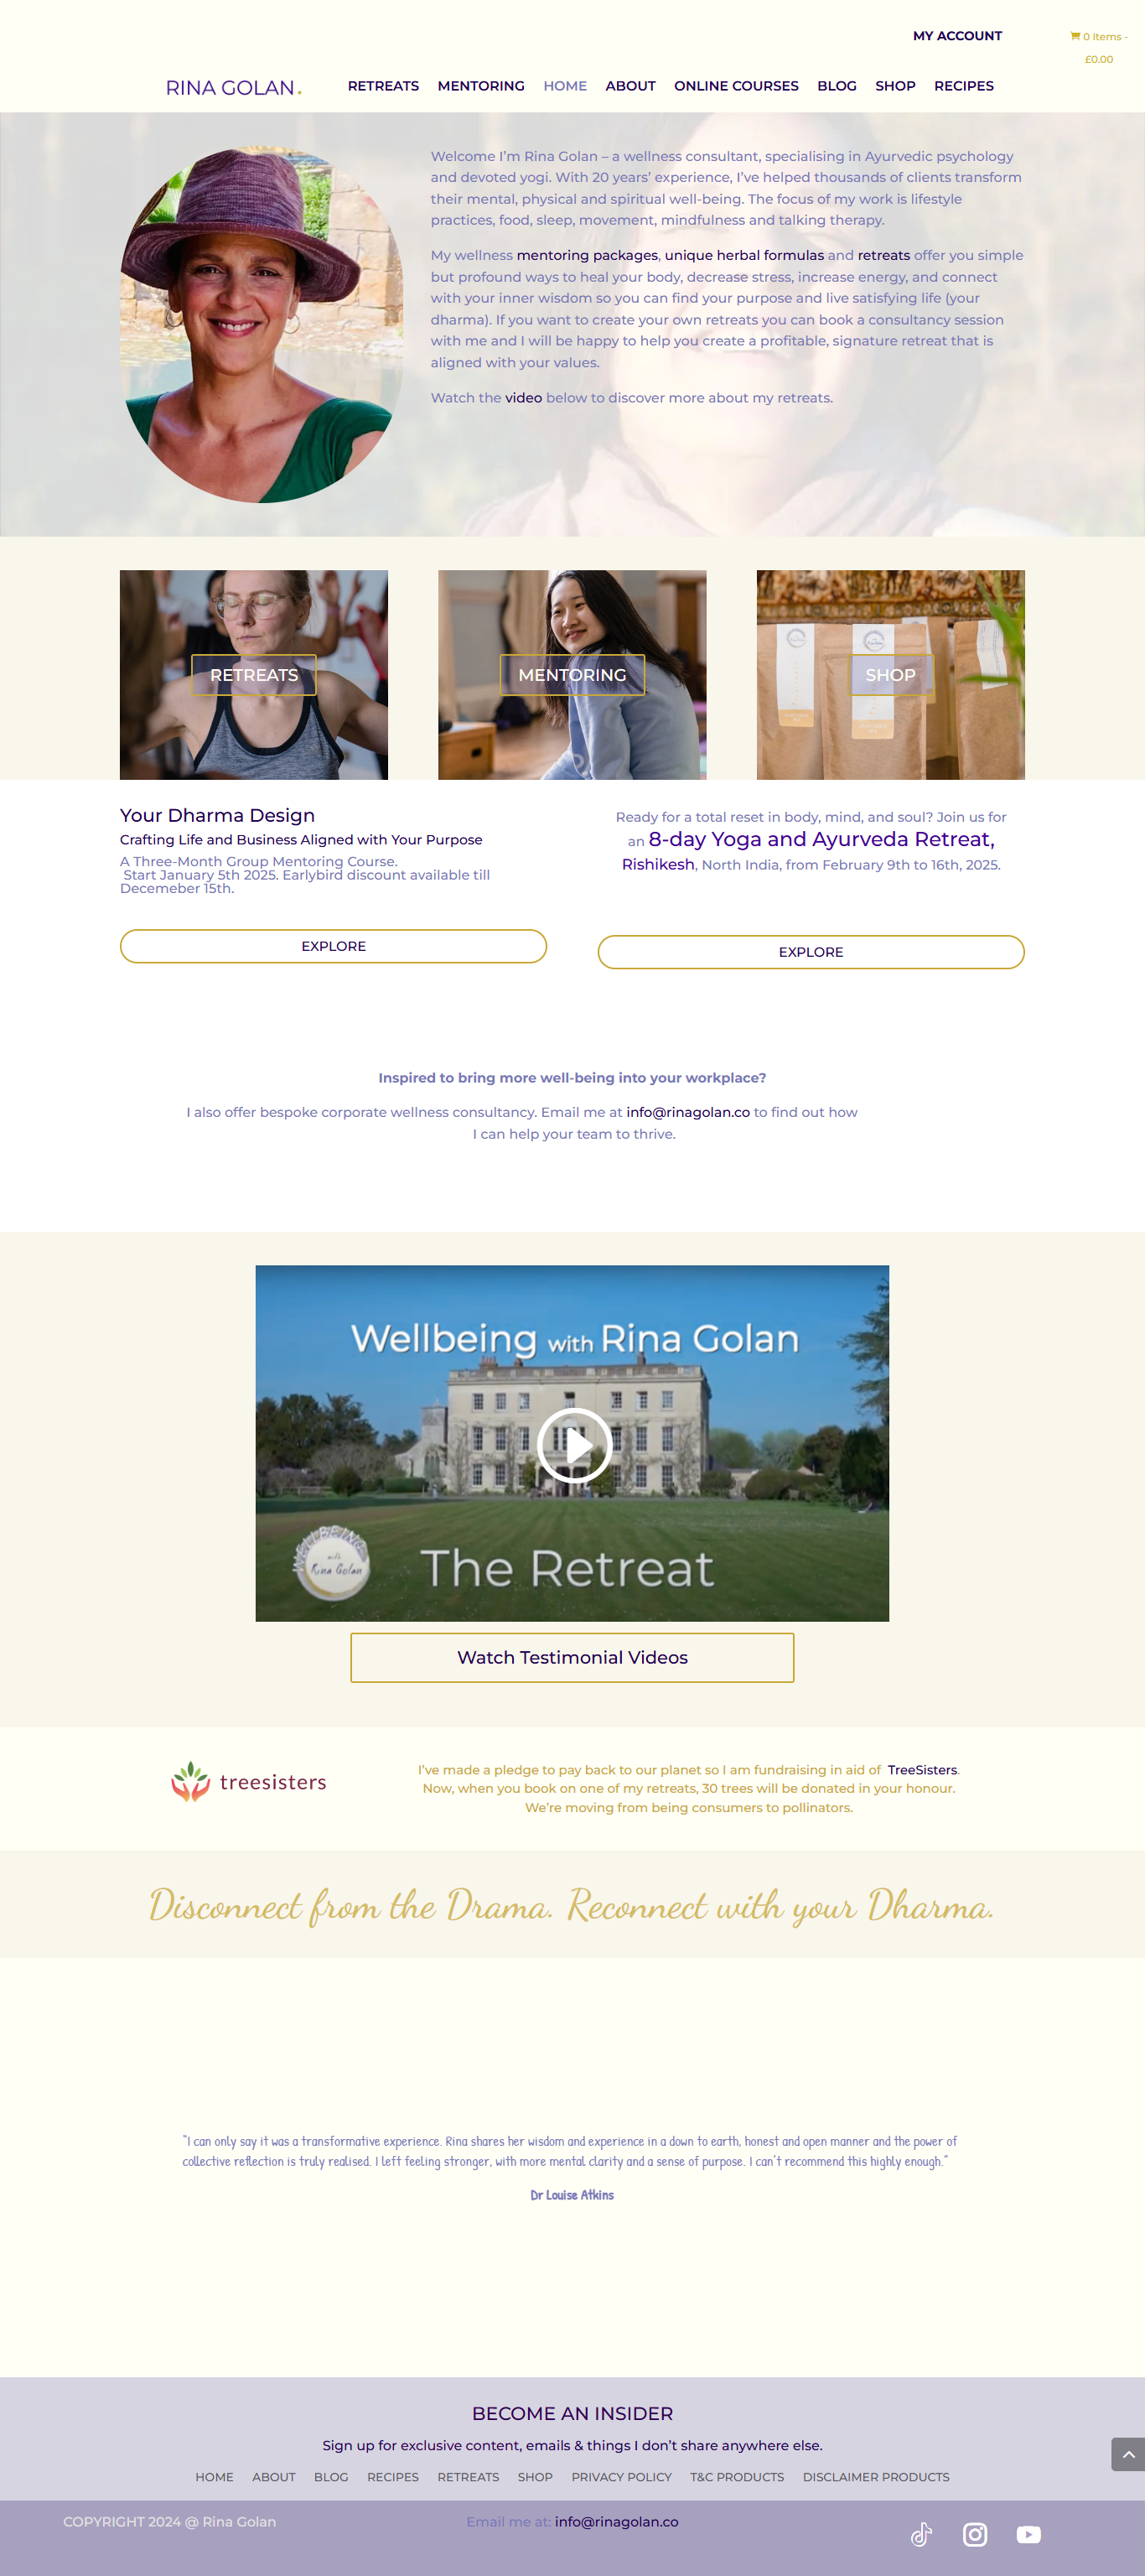 MY ACCOUNT
0 Items -
£0.00
RINA GOLAN.
RETREATS MENTORING HOME ABOUT ONLINE COURSES BLOG SHOP RECIPES
Welcome I’m Rina Golan – a wellness consultant, specialising in Ayurvedic psychology
and devoted yogi. With 20 years’ experience, I’ve helped thousands of clients transform
their mental, physical and spiritual well-being. The focus of my work is lifestyle
practices, food, sleep, movement, mindfulness and talking therapy.
My wellness mentoring packages, unique herbal formulas and retreats offer you simple
but profound ways to heal your body, decrease stress, increase energy, and connect
with your inner wisdom so you can find your purpose and live satisfying life (your
dharma). If you want to create your own retreats you can book a consultancy session
with me and I will be happy to help you create a profitable, signature retreat that is
aligned with your values.
Watch the video below to discover more about my retreats.
RETREATS
MENTORING
SHOP
Your Dharma Design
Crafting Life and Business Aligned with Your Purpose
A Three-Month Group Mentoring Course.
Start January 5th 2025. Earlybird discount available till
Decemeber 15th.
EXPLORE
Ready for a total reset in body, mind, and soul? Join us for
an 8-day Yoga and Ayurveda Retreat,
Rishikesh, North India, from February 9th to 16th, 2025.
EXPLORE
Inspired to bring more well-being into your workplace?
I also offer bespoke corporate wellness consultancy. Email me at info@rinagolan.co to find out how
I can help your team to thrive.
Wellbeing with Rina Golan
WELLBEING
with
Rina Golan
The Retreat
Watch Testimonial Videos
treesisters
I’ve made a pledge to pay back to our planet so I am fundraising in aid of TreeSisters.
Now, when you book on one of my retreats, 30 trees will be donated in your honour.
We’re moving from being consumers to pollinators.
Disconnect from the Drama. Reconnect with your Dharma.
“I can only say it was a transformative experience. Rina shares her wisdom and experience in a down to earth, honest and open manner and the power of
collective reflection is truly realised. I left feeling stronger, with more mental clarity and a sense of purpose. I can’t recommend this highly enough.”
Dr Louise Atkins
BECOME AN INSIDER
Sign up for exclusive content, emails & things I don’t share anywhere else.
HOME ABOUT BLOG RECIPES RETREATS SHOP PRIVACY POLICY T&C PRODUCTS DISCLAIMER PRODUCTS
COPYRIGHT 2024 @ Rina Golan
Email me at: info@rinagolan.co